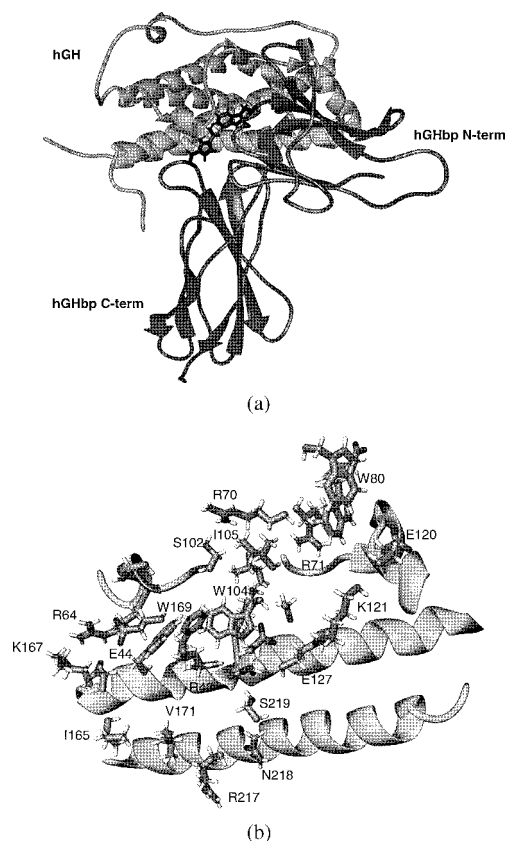 hGH
hGHbp N-term
hGHbp C-term
(a)
W80
R70
E120
S102
I105
R71
W104
K121
R64
W169
K167
E44
E127
S219
V171
I165
N218
R217
(b)